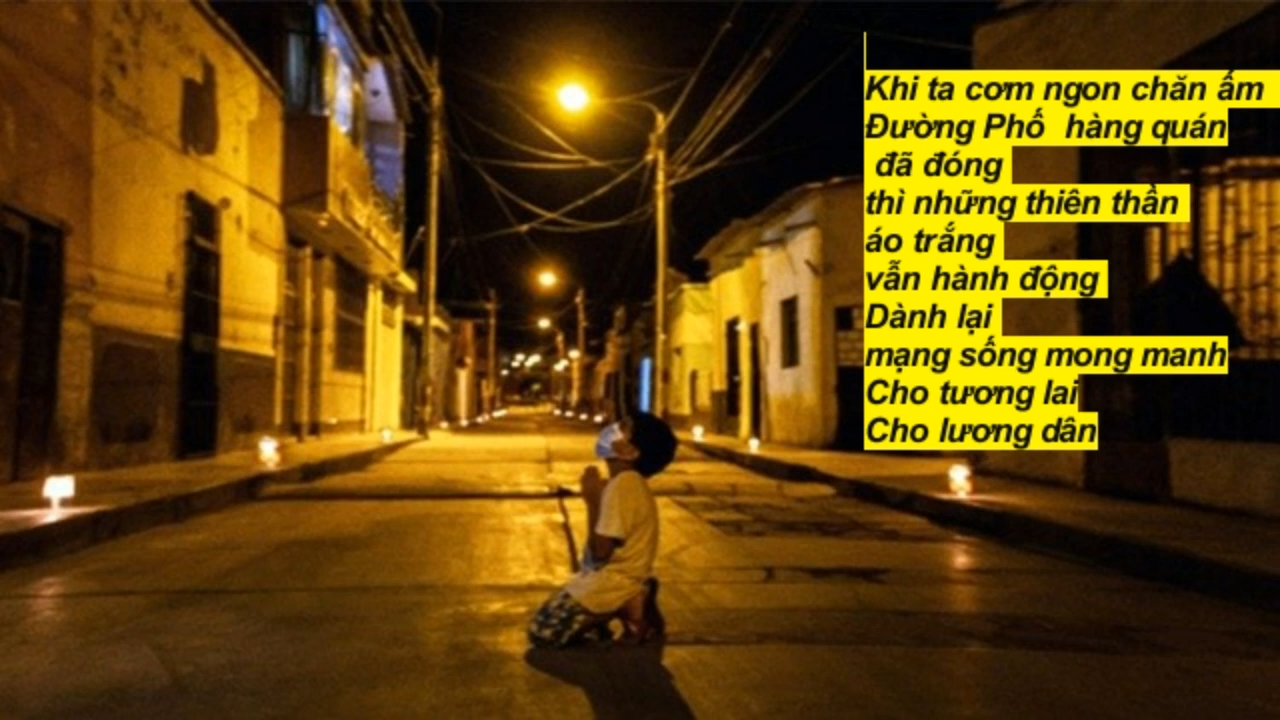 Khi ta cơm ngon chăn ấm
Đường Phố hàng quán
đã đóng
thì những thiên thần
áo trắng
vẫn hành động
Dành lại
mạng sống mong manh
Cho tương lai
Cho lương dân